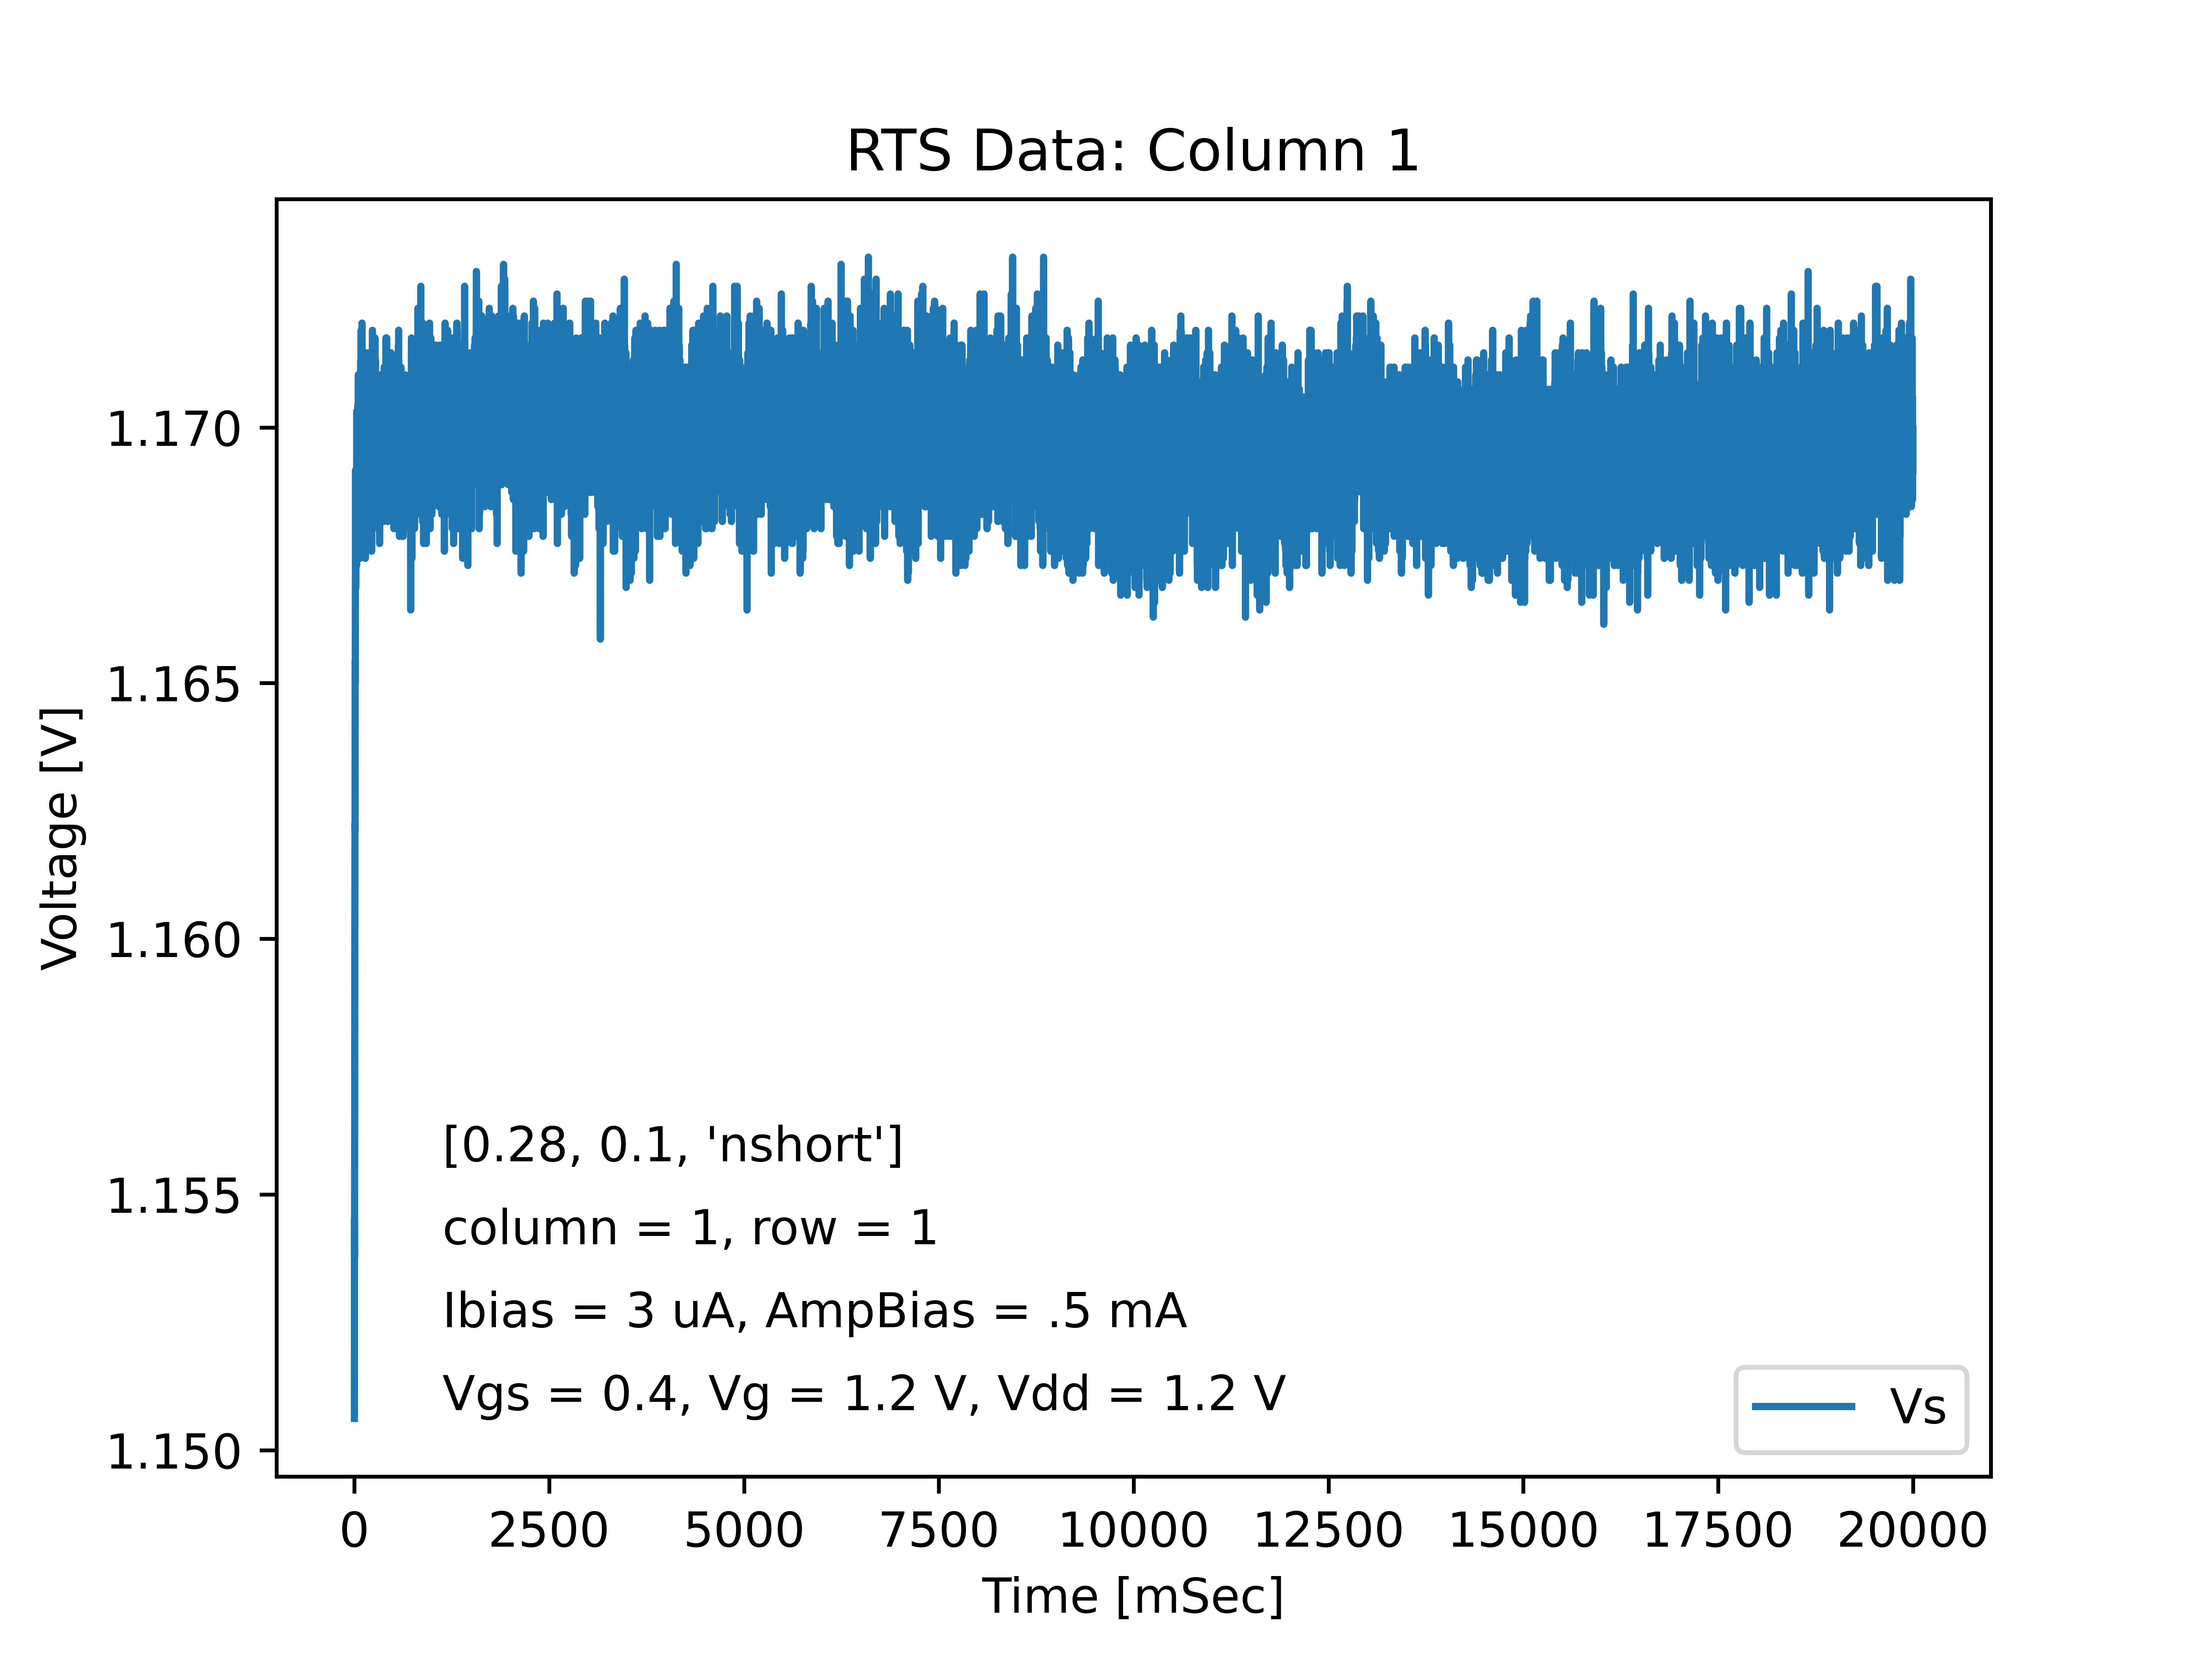 RTS Data: Column 1
Voltage [V]
1.170
1.165
1.160
1.155
1.150
[0.28, 0.1, 'nshort']
column = 1, row = 1
Ibias = 3 uA, AmpBias = .5 mA
Vgs = 0.4, Vg = 1.2 V, Vdd = 1.2 V
Vs
0 2500 5000 7500 10000 12500 15000 17500 20000
Time [mSec]